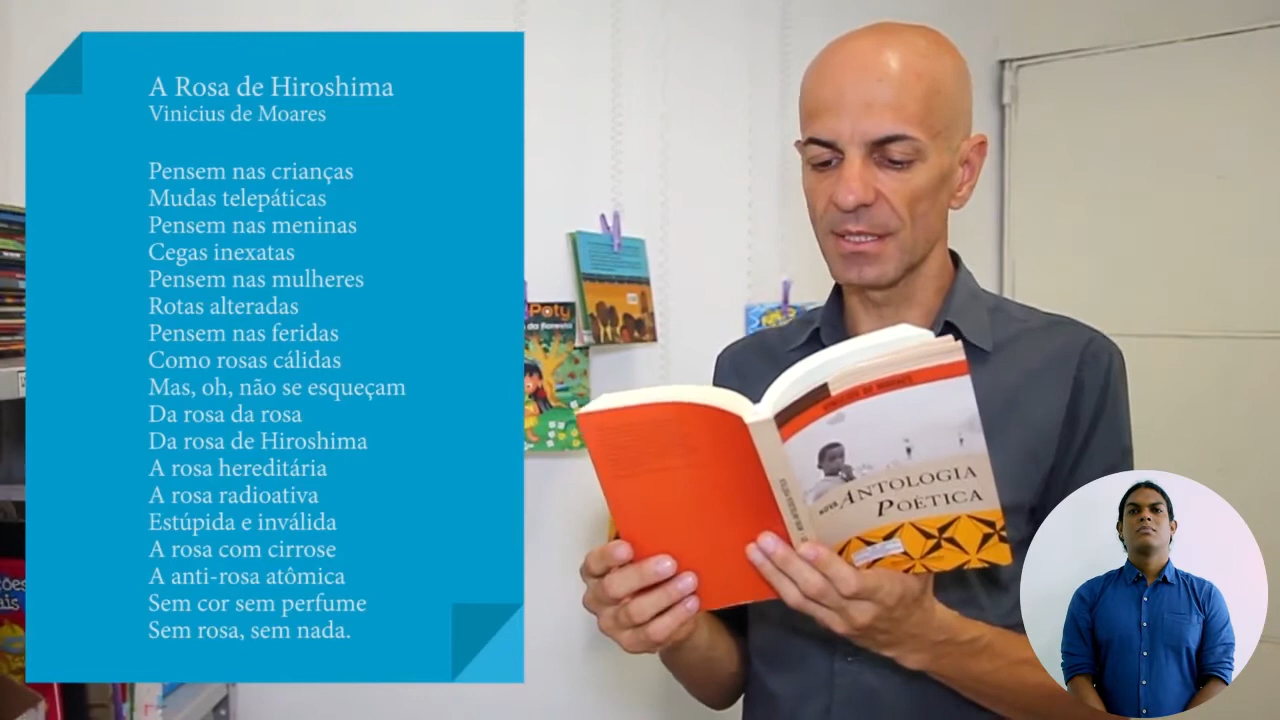 A Rosa de Hiroshima
Vinicius de Moares
Pensem nas crianças
Mudas telepáticas
Pensem nas meninas
Cegas inexatas
Pensem nas mulheres
Rotas alteradas
Pensem nas feridas
Como rosas cálidas
Mas, oh, não se esqueçam
Da rosa da rosa
Da rosa de Hiroshima
A rosa hereditária
A rosa radioativa
Estúpida e inválida
A rosa com cirrose
A anti-rosa atômica
Sem cor sem perfume
Sem rosa, sem nada.
Poty
da floresta
NOVA ANTOLOGIA
POÉTICA